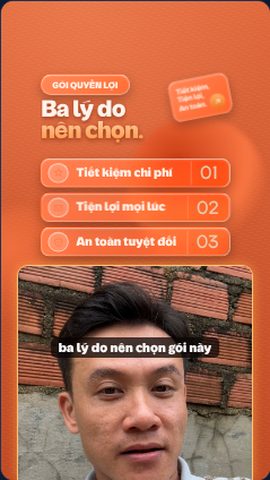 GÓI QUYỀN LỢI
Ba lý do
nên chọn.
Tiết kiệm,
Tiện lợi,
An toàn.
Tiết kiệm chi phí 01
Tiện lợi mọi lúc 02
An toàn tuyệt đối 03
ba lý do nên chọn gói này